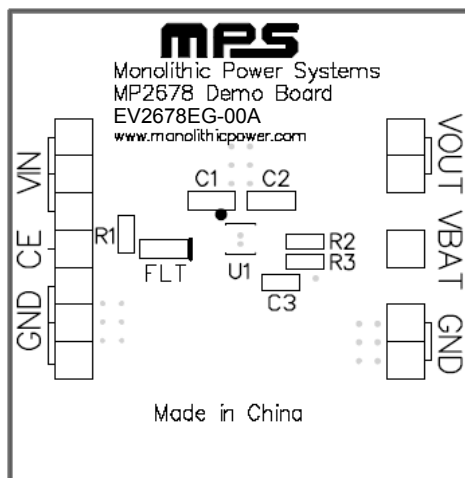 mps
Monolithic Power Systems
MP2678 Demo Board
EV2678EG-00A
www.monolithicpower.com
VIN
CE
GND
C1
C2
R1
FLT
U1
R2
R3
C3
VOUT
VBAT
GND
Made in China